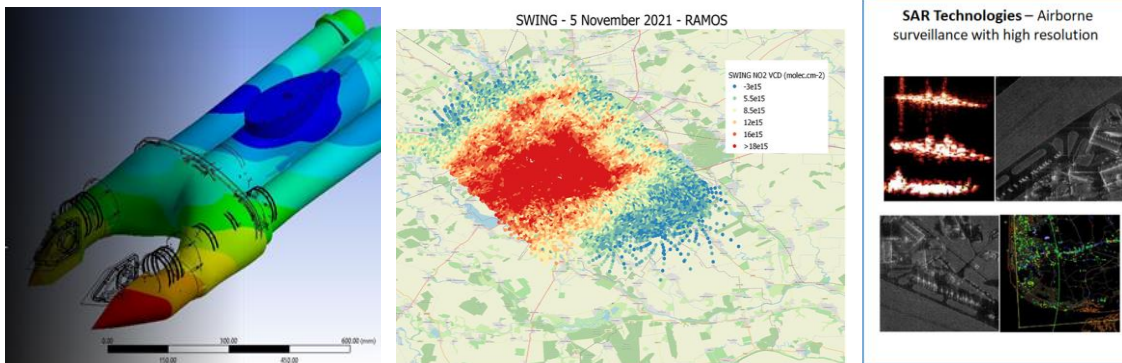 SWING - 5 November 2021 - RAMOS
SWING NO2 VCD (molec.cm-2)
-3e15
5.5e15
8.5e15
12e15
16e15
>18e15
0.00
300.00
600.00 (mm)
150.00
450.00
SAR Technologies – Airborne
surveillance with high resolution